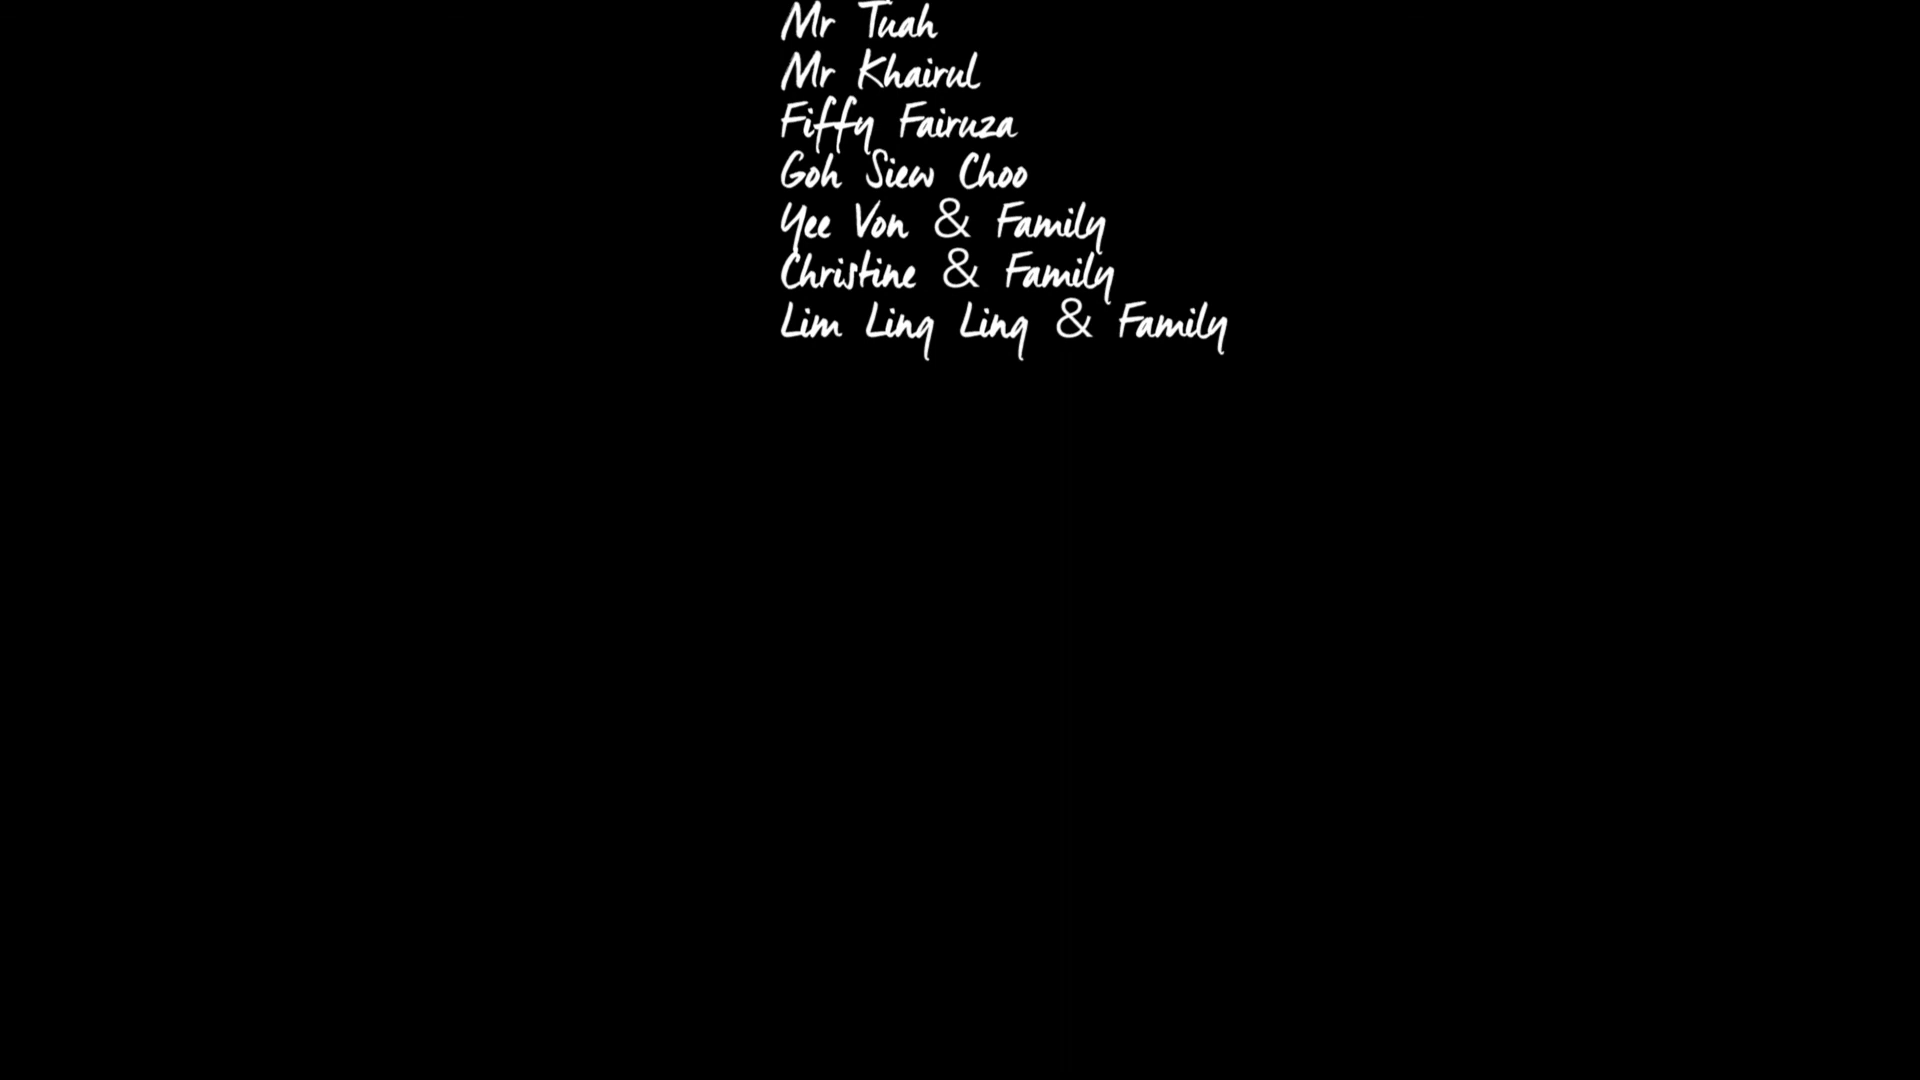 Mr Tuah
Mr Khairul
Fiffy Fairuza
Goh Siew Choo
Yee Von & Family
Christine & Family
Lim Ling Ling & Family